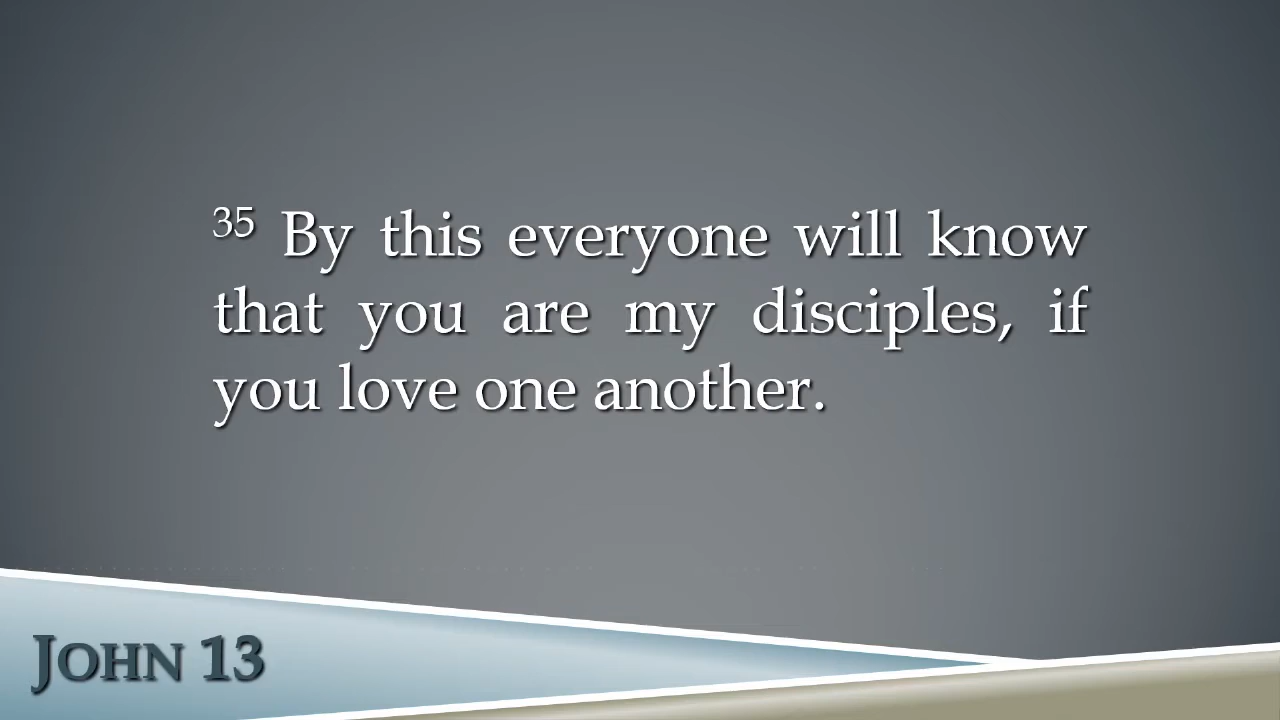 35 By this everyone will know
that you are my disciples, if
you love one another.
JOHN 13